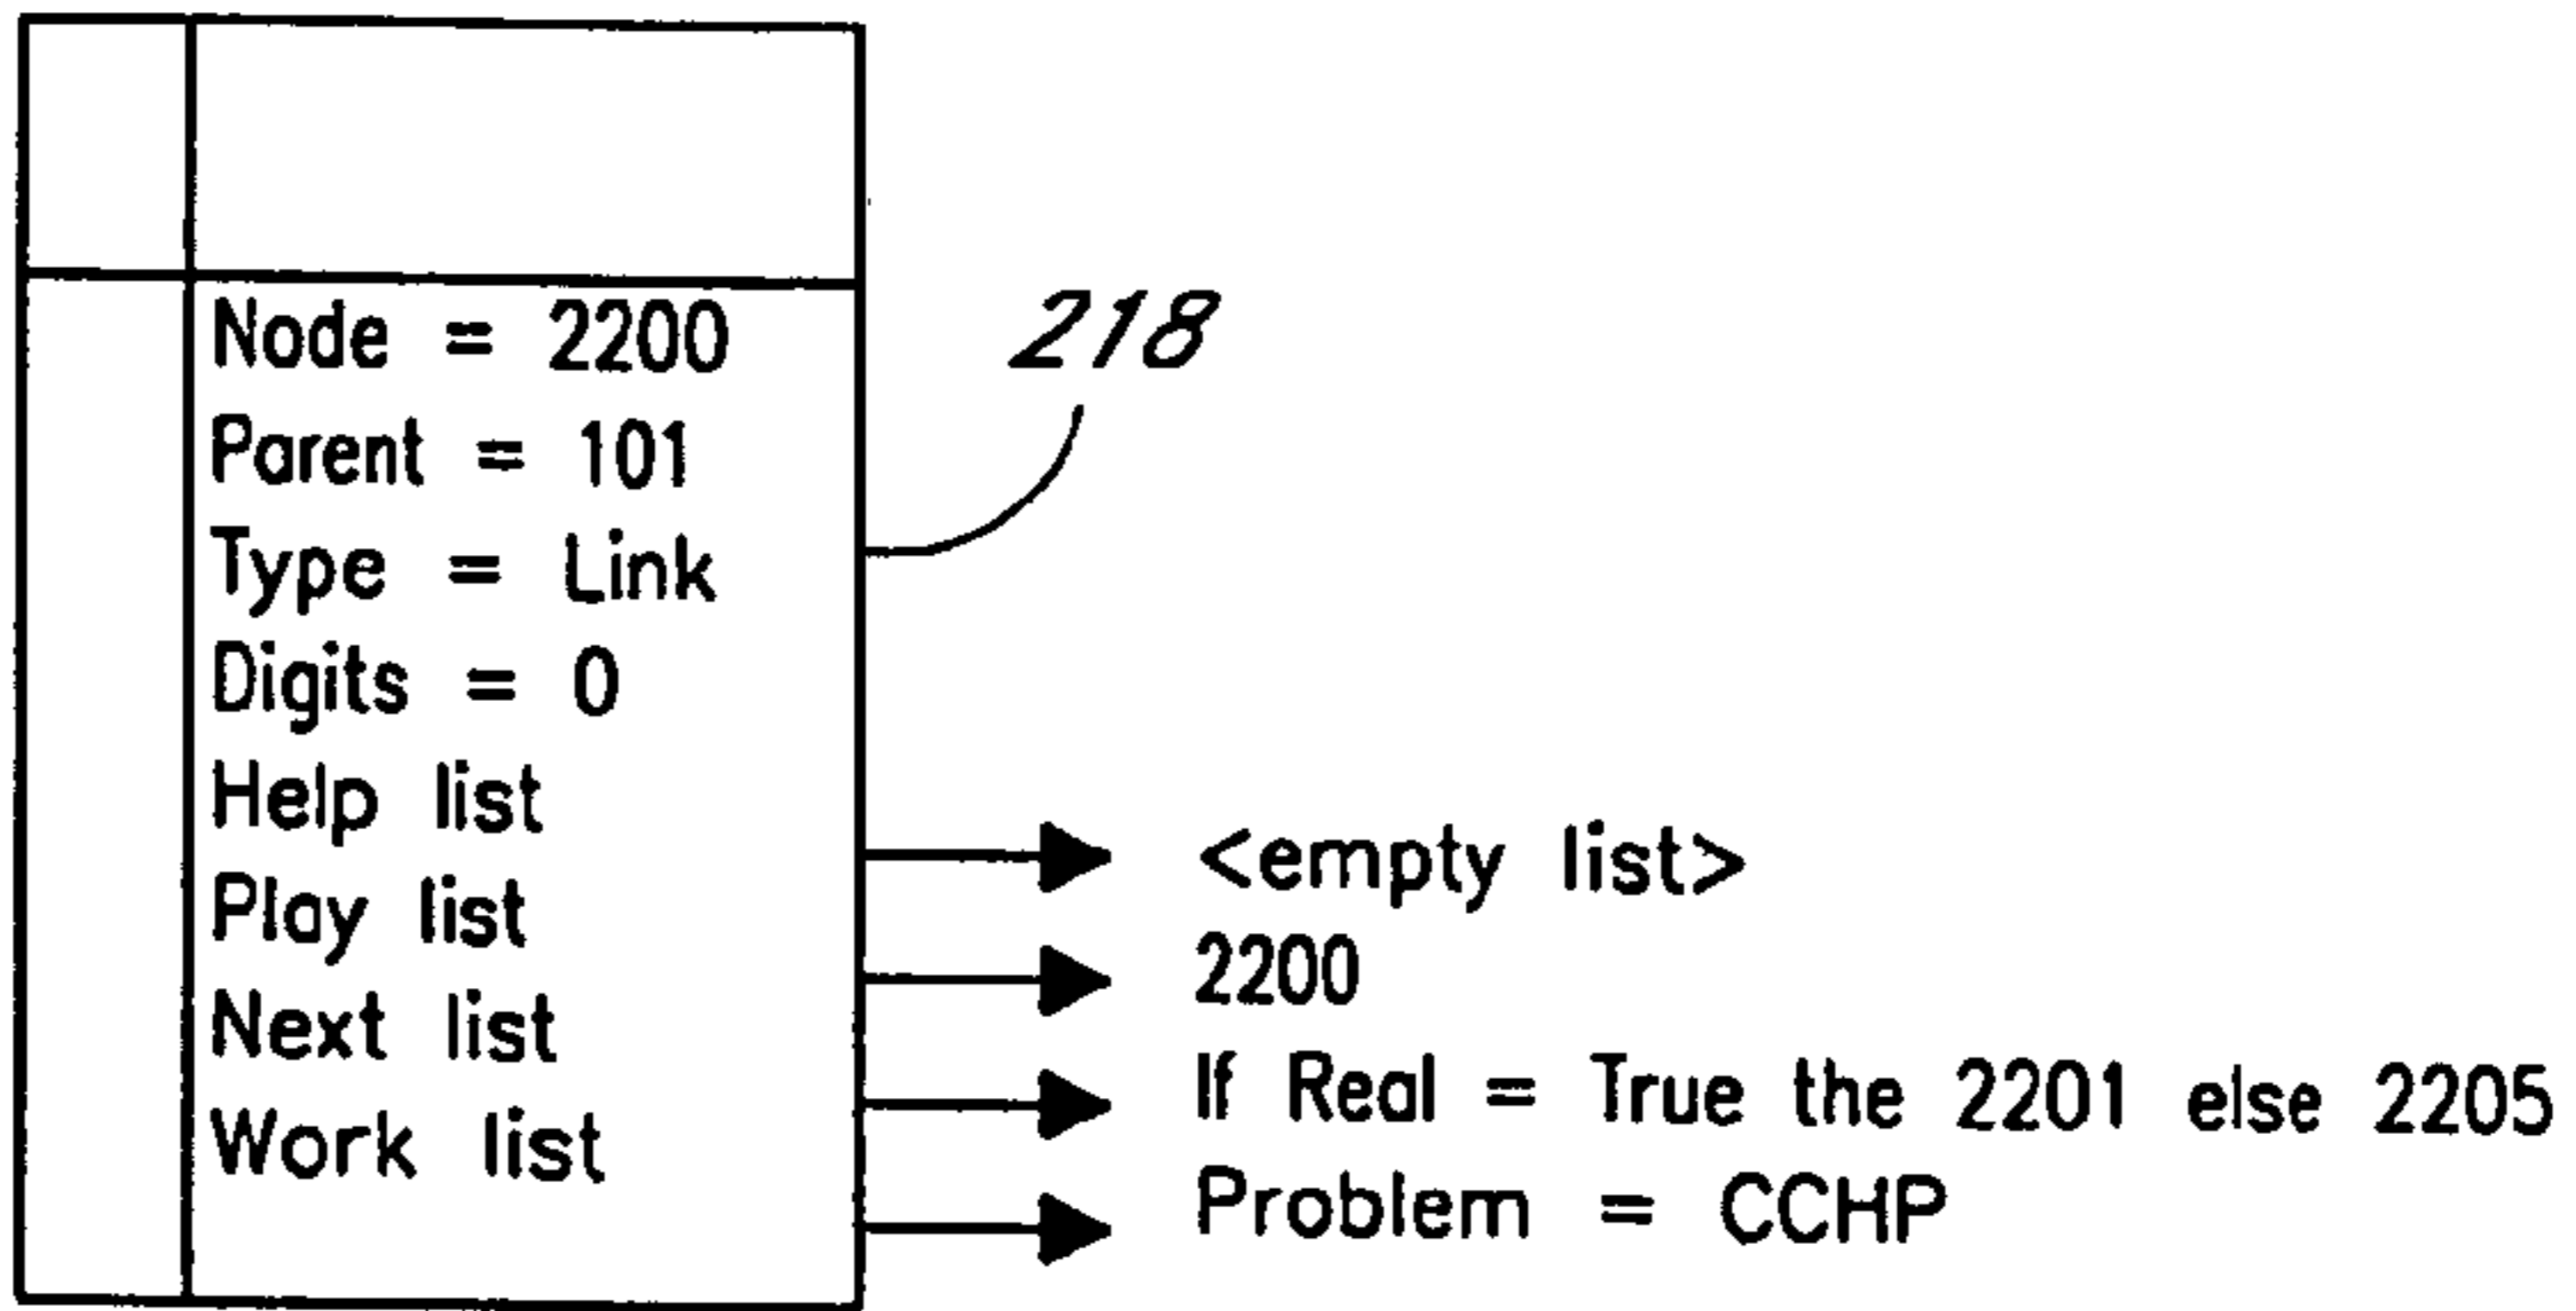 Node = 2200
218
Parent = 101
Type = Link
Digits = 0
Help list
<empty list>
Play list
2200
Next list
If Real = True the 2201 else 2205
Work list
Problem = CCHP